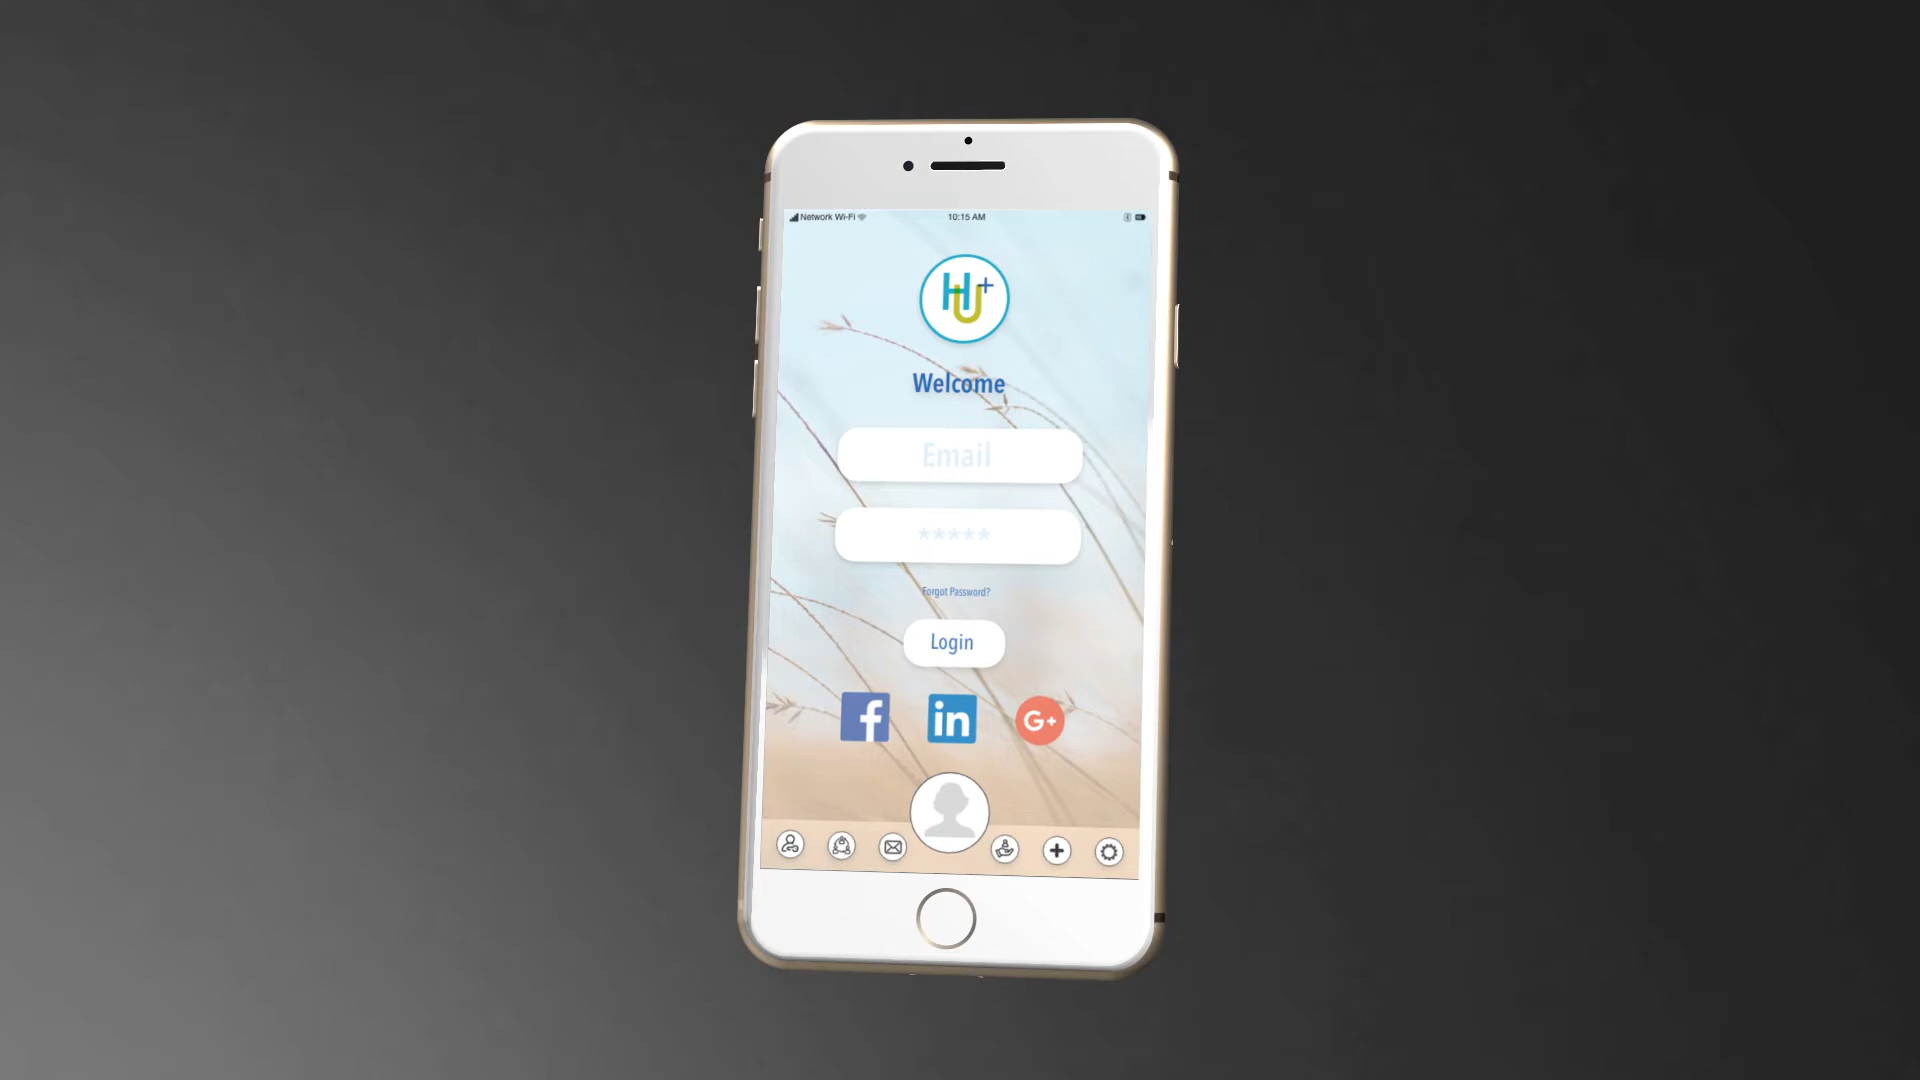 Network Wi-Fi 10:15 AM
HU+
Welcome
Email
*****
Forgot Password?
Login
f in G+